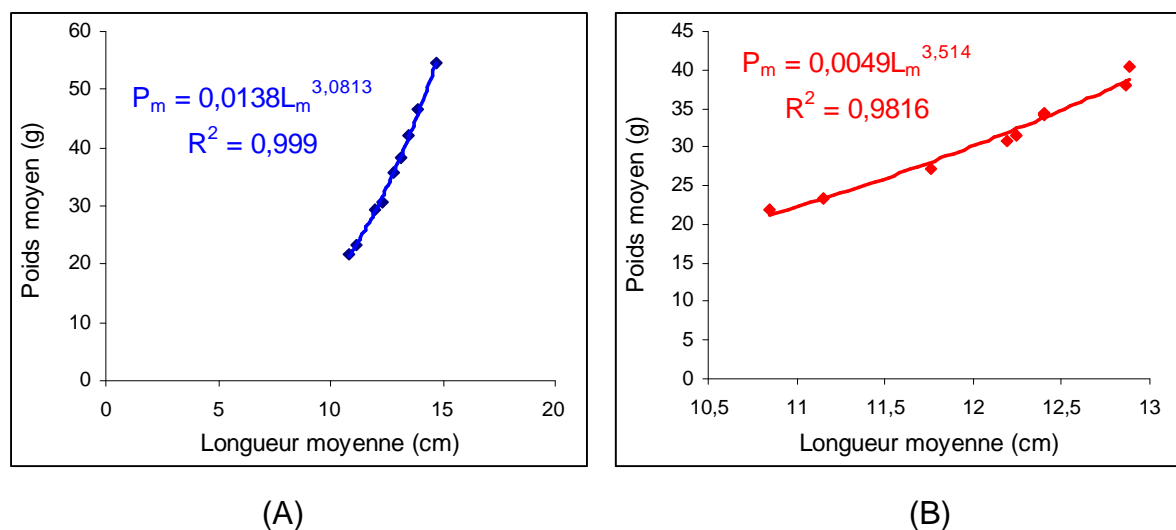 60
50
40
30
20
10
0
Poids moyen (g)
P_m = 0,0138L_m^3,0813
R² = 0,999
0 5 10 15 20
Longueur moyenne (cm)
(A)
45
40
35
30
25
20
15
10
5
0
Poids moyen (g)
P_m = 0,0049L_m^3,514
R² = 0,9816
10,5 11 11,5 12 12,5 13
Longueur moyenne (cm)
(B)